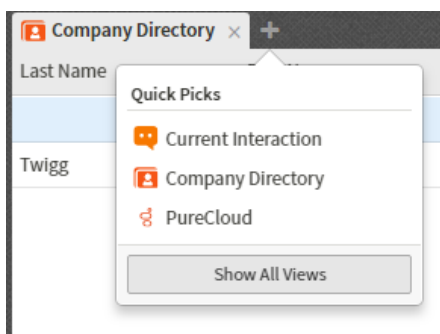 Company Directory
Last Name
Quick Picks
Current Interaction
Twigg
Company Directory
PureCloud
Show All Views